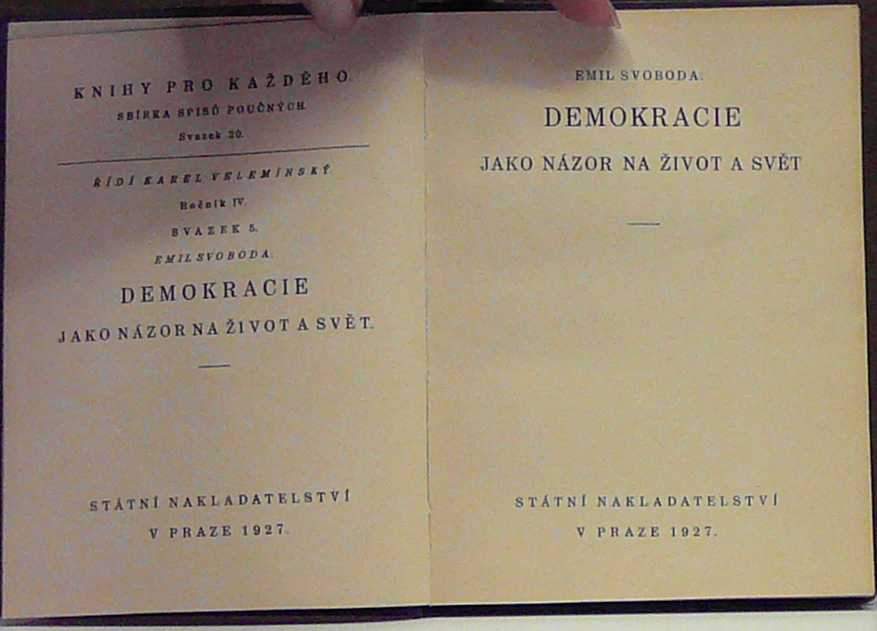 KNIHY PRO KAŽDÉHO.
SBÍRKA SPISŮ POUČNÝCH.
Svazek 20.
ŘÍDÍ KAREL VELEMÍNSKÝ
Ročník IV.
SVAZEK 5.
EMIL SVOBODA:
DEMOKRACIE
JAKO NÁZOR NA ŽIVOT A SVĚT.
STÁTNÍ NAKLADATELSTVÍ
V PRAZE 1927.
EMIL SVOBODA:
DEMOKRACIE
JAKO NÁZOR NA ŽIVOT A SVĚT
STÁTNÍ NAKLADATELSTVÍ
V PRAZE 1927.